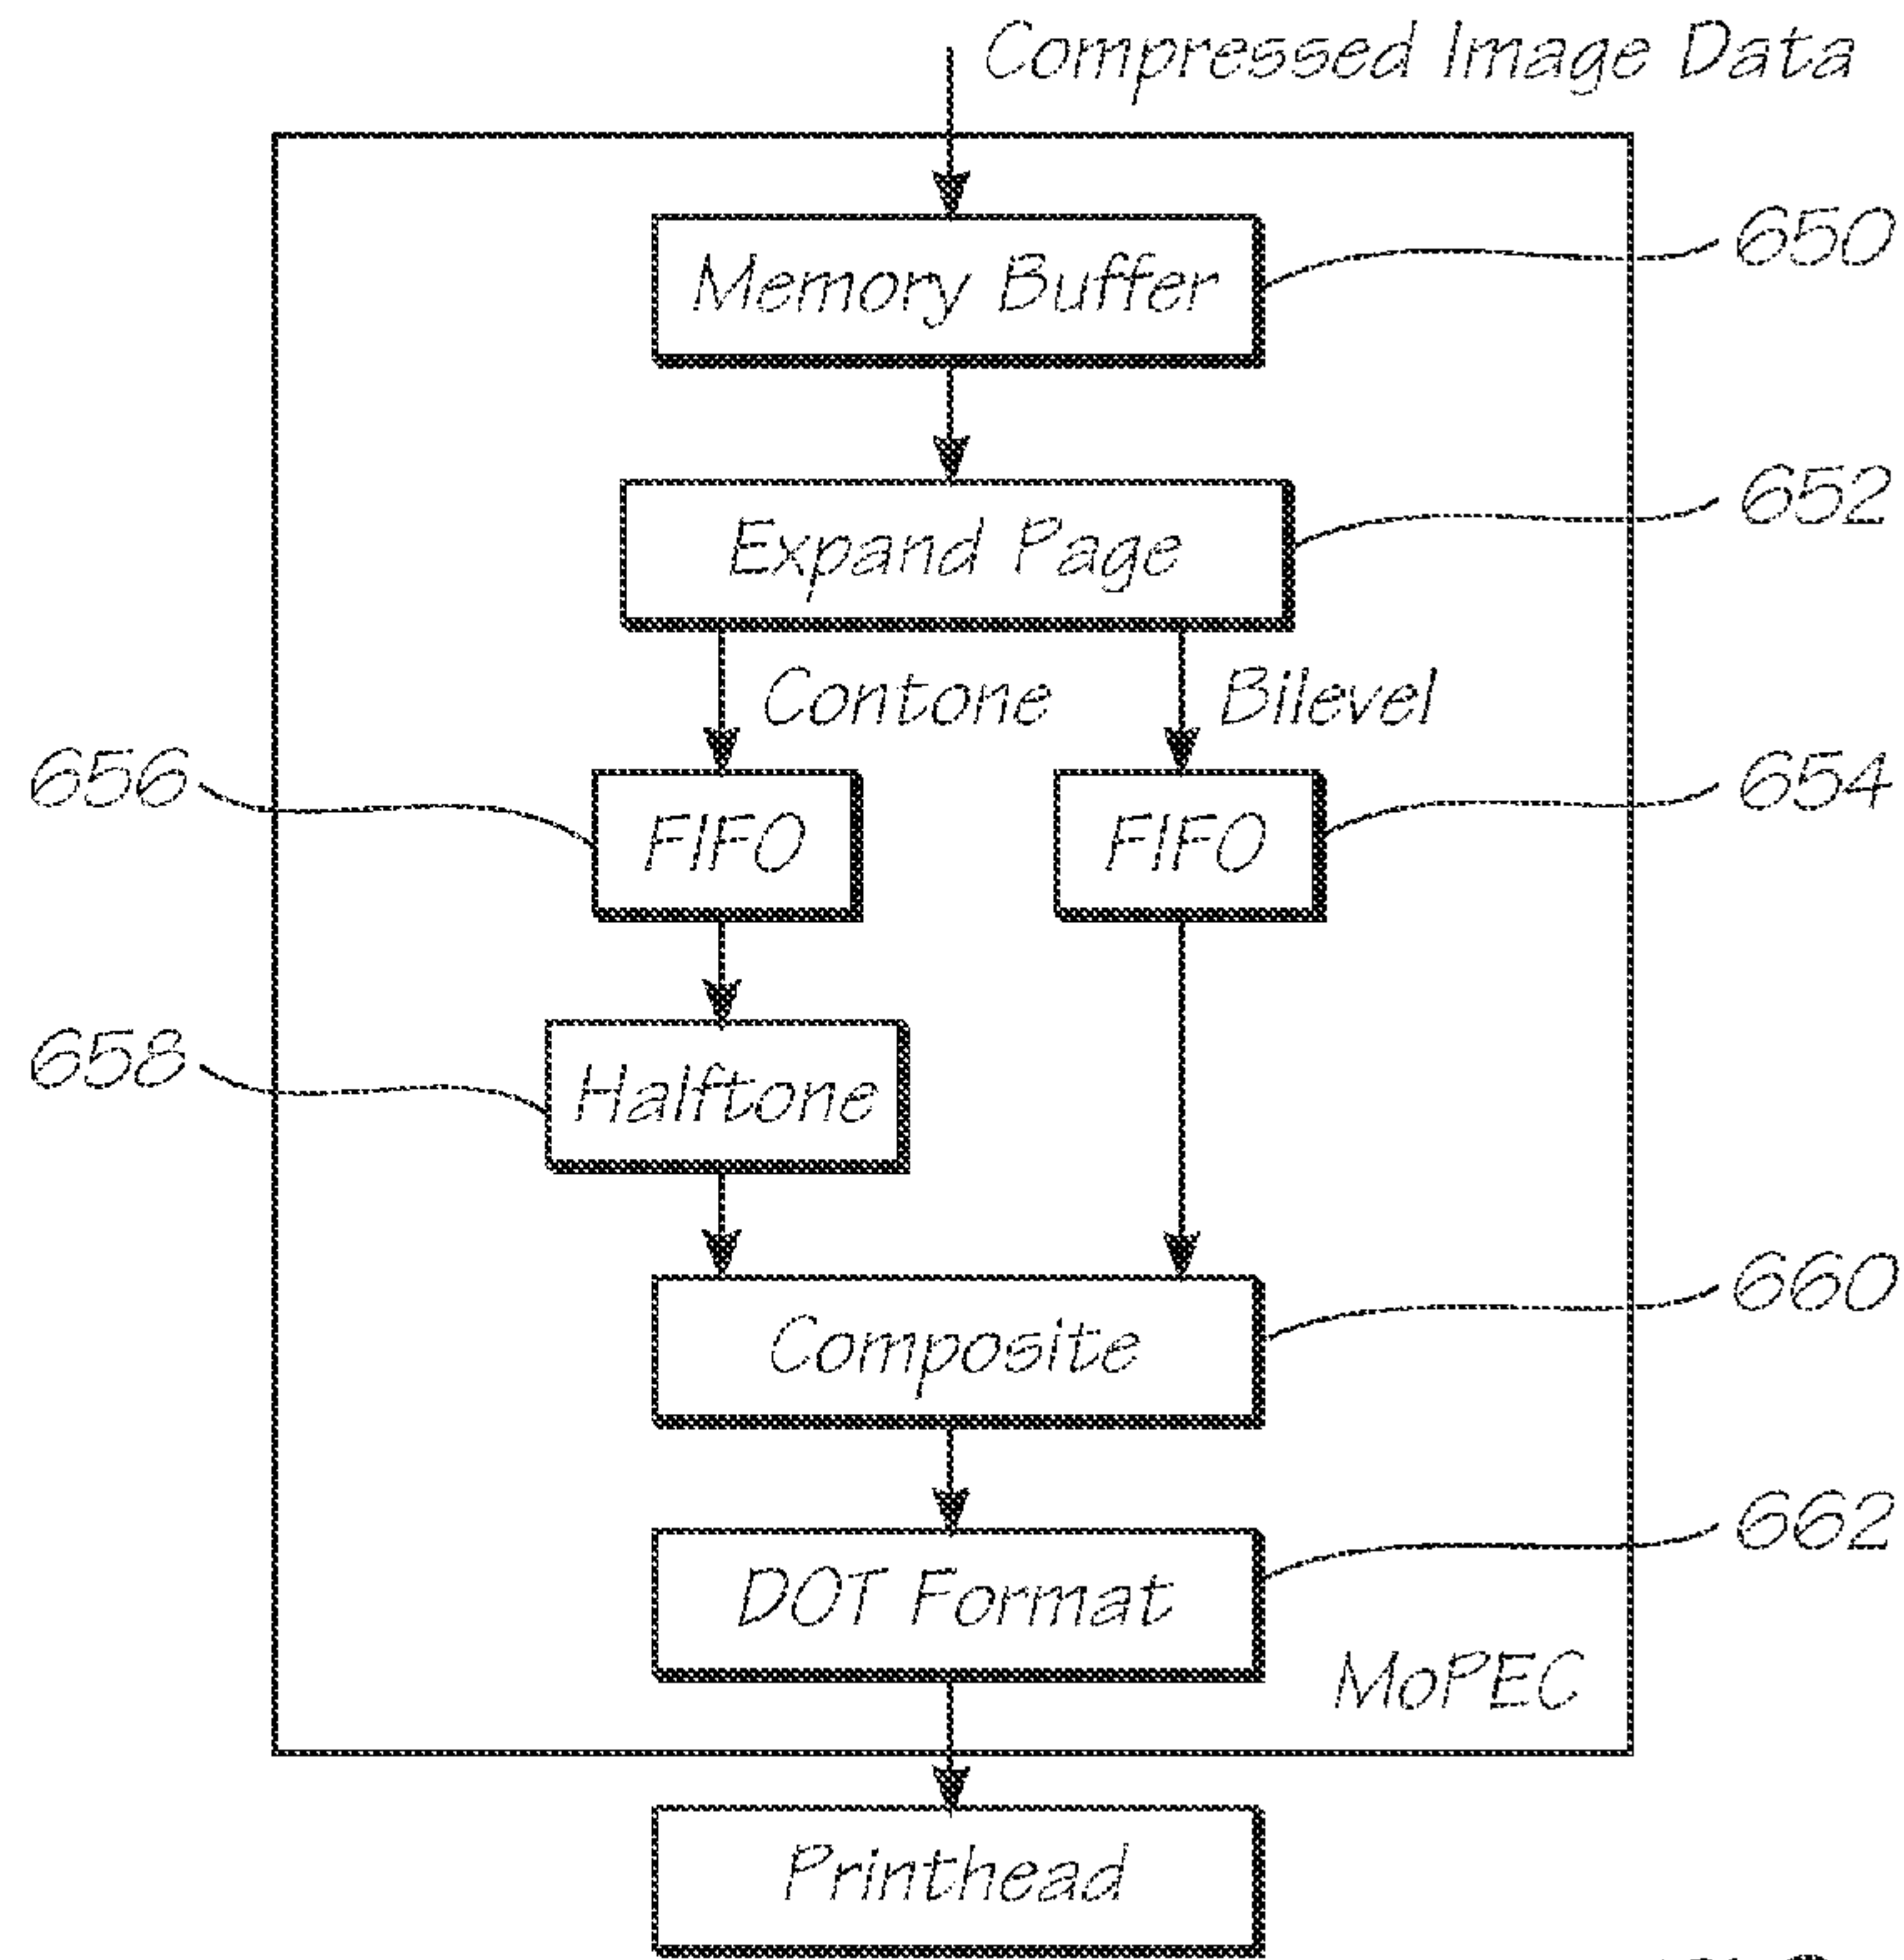 Compressed Image Data
Memory Buffer
650
Expand Page
652
Contone
Bilevel
656
FIFO
FIFO
654
658
Halftone
Composite
660
DOT Format
662
MoPEC
Printhead